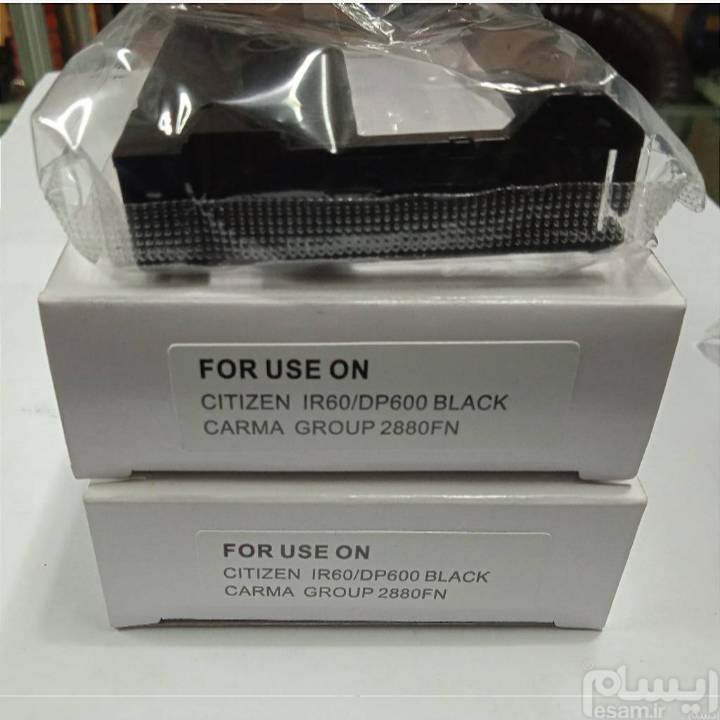 FOR USE ON
CITIZEN IR60/DP600 BLACK
CARMA GROUP 2880FN
FOR USE ON
CITIZEN IR60/DP600 BLACK
CARMA GROUP 2880FN
ایسام
esam.ir